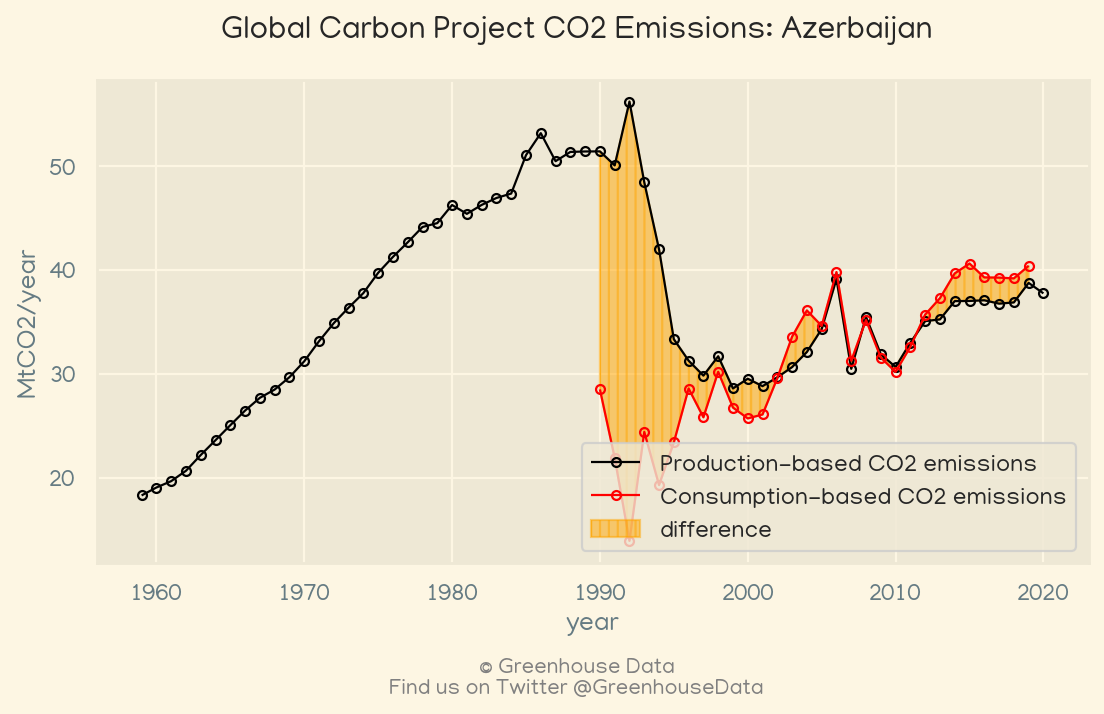 Global Carbon Project CO2 Emissions: Azerbaijan
MtCO2/year
50
40
30
20
Production-based CO2 emissions
Consumption-based CO2 emissions
difference
1960 1970 1980 1990 2000 2010 2020
year
© Greenhouse Data
Find us on Twitter @GreenhouseData